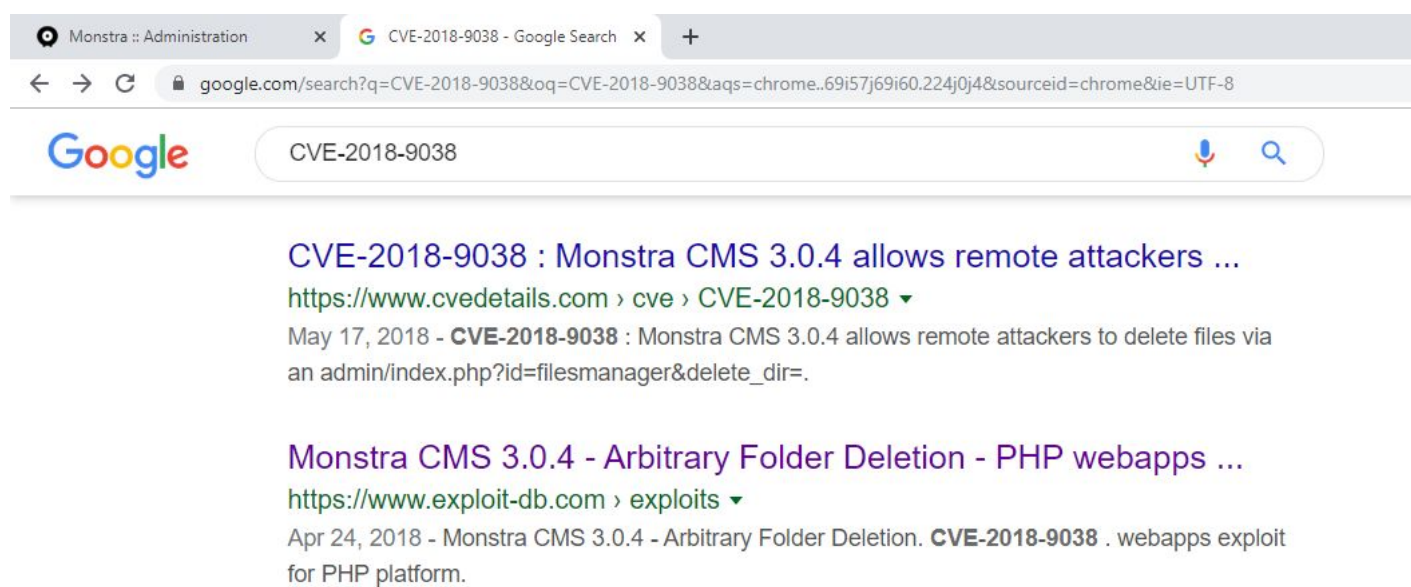 Monstra :: Administration
CVE-2018-9038 - Google Search
google.com/search?q=CVE-2018-9038&oq=CVE-2018-9038&aqs=chrome..69i57j69i60.224j0j4&sourceid=chrome&ie=UTF-8
Google
CVE-2018-9038
CVE-2018-9038 : Monstra CMS 3.0.4 allows remote attackers ...
https://www.cvedetails.com › cve › CVE-2018-9038
May 17, 2018 - CVE-2018-9038 : Monstra CMS 3.0.4 allows remote attackers to delete files via
an admin/index.php?id=filesmanager&delete_dir=.
Monstra CMS 3.0.4 - Arbitrary Folder Deletion - PHP webapps ...
https://www.exploit-db.com › exploits
Apr 24, 2018 - Monstra CMS 3.0.4 - Arbitrary Folder Deletion. CVE-2018-9038 . webapps exploit
for PHP platform.